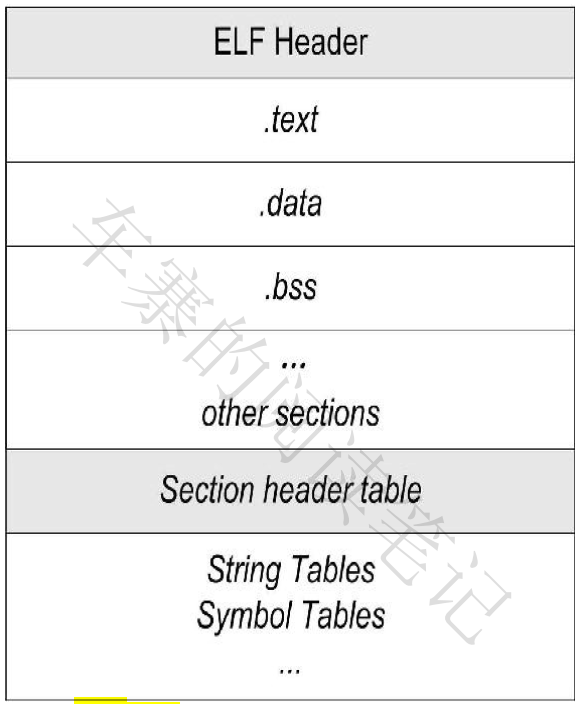 ELF Header
.text
.data
.bss
...
other sections
Section header table
String Tables
Symbol Tables
...
车寨的阅读笔记